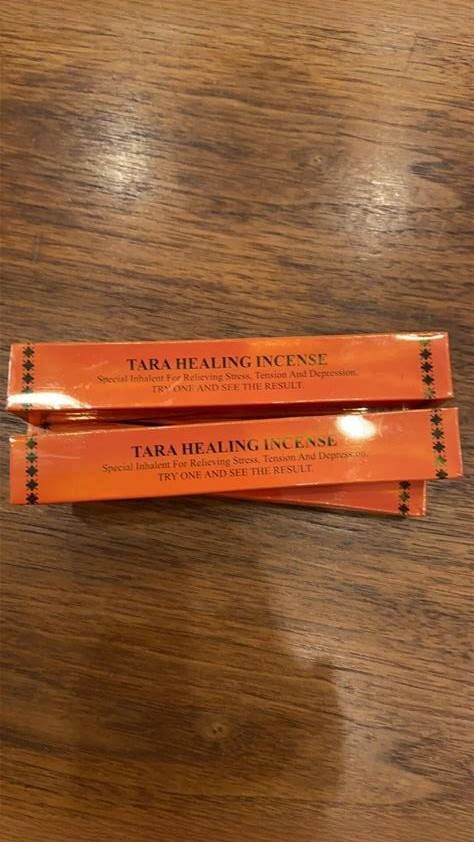 TARA HEALING INCENSE
Special Inhalent For Relieving Stress, Tension And Depression.
TRY ONE AND SEE THE RESULT.
TARA HEALING INCENSE
Special Inhalent For Relieving Stress, Tension And Depression.
TRY ONE AND SEE THE RESULT.